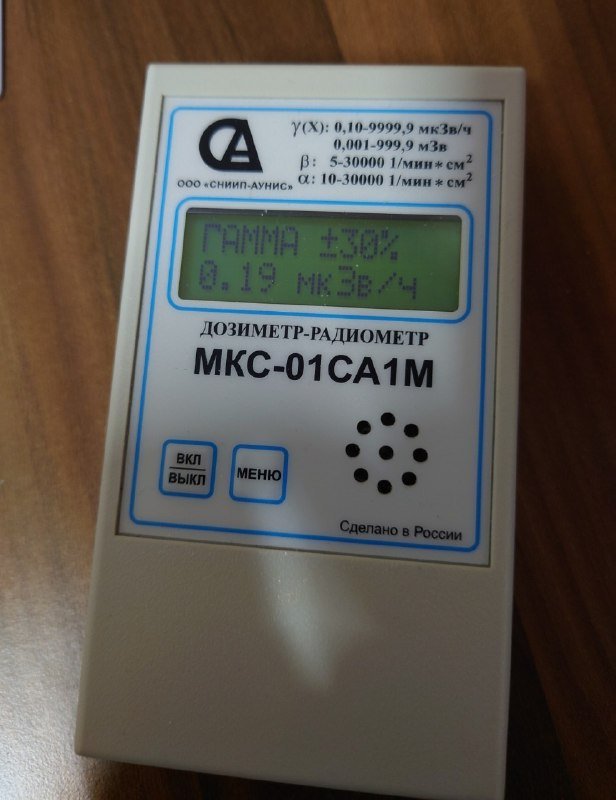 СА
γ(X): 0,10-9999,9 мкЗв/ч
0,001-999,9 мЗв
β: 5-30000 1/мин*см²
ООО «СНИИП-АУНИС» α: 10-30000 1/мин*см²
ГАММА ±30%
0.19 мкЗв/ч
ДОЗИМЕТР-РАДИОМЕТР
МКС-01СА1М
ВКЛ
ВЫКЛ
МЕНЮ
Сделано в России